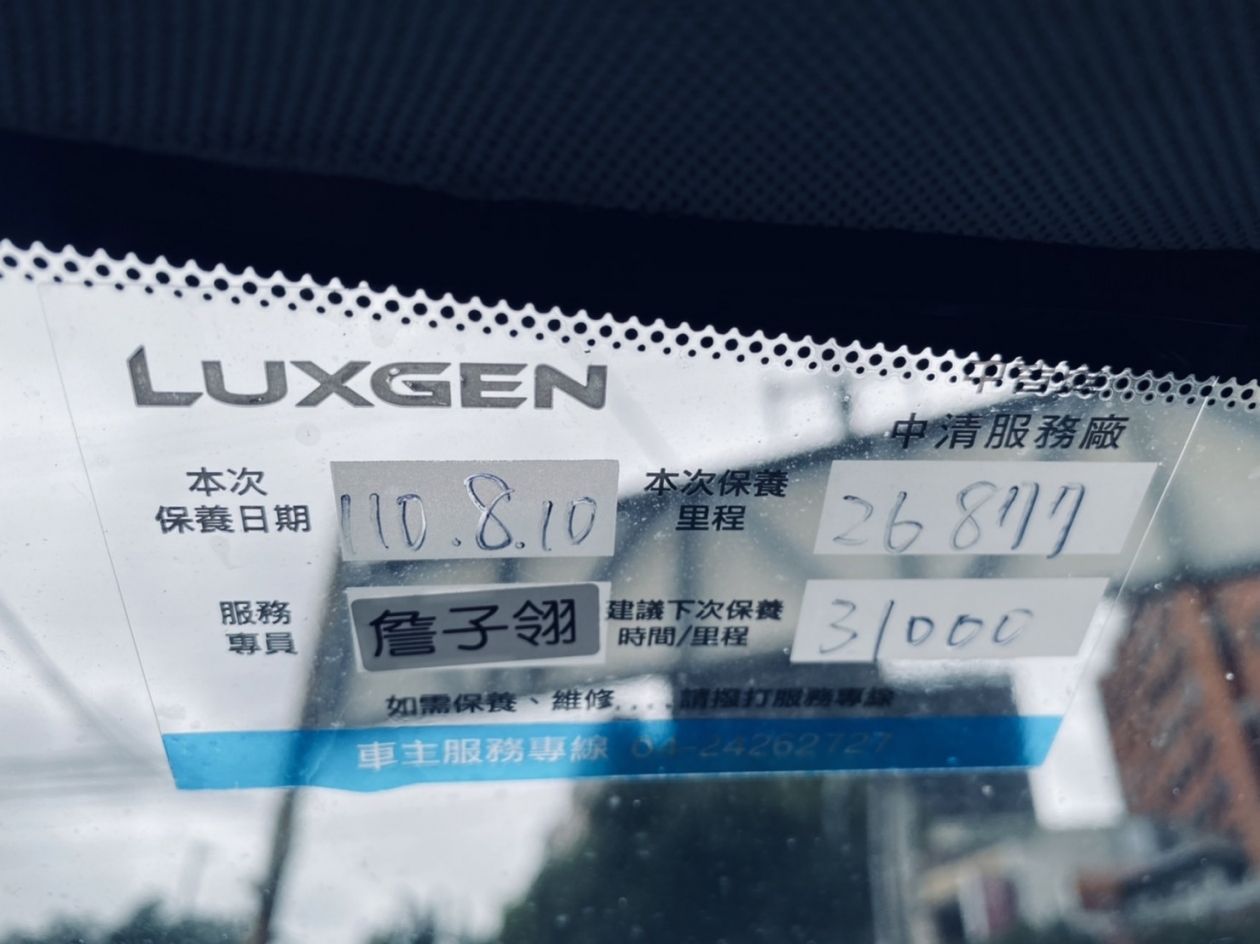 LUXGEN
中清服務廠
本次
保養日期
110.8.10
本次保養
里程
26877
服務
專員
詹子翎
建議下次保養
時間/里程
31000
如需保養、維修....請撥打服務專線
車主服務專線 04-24262727